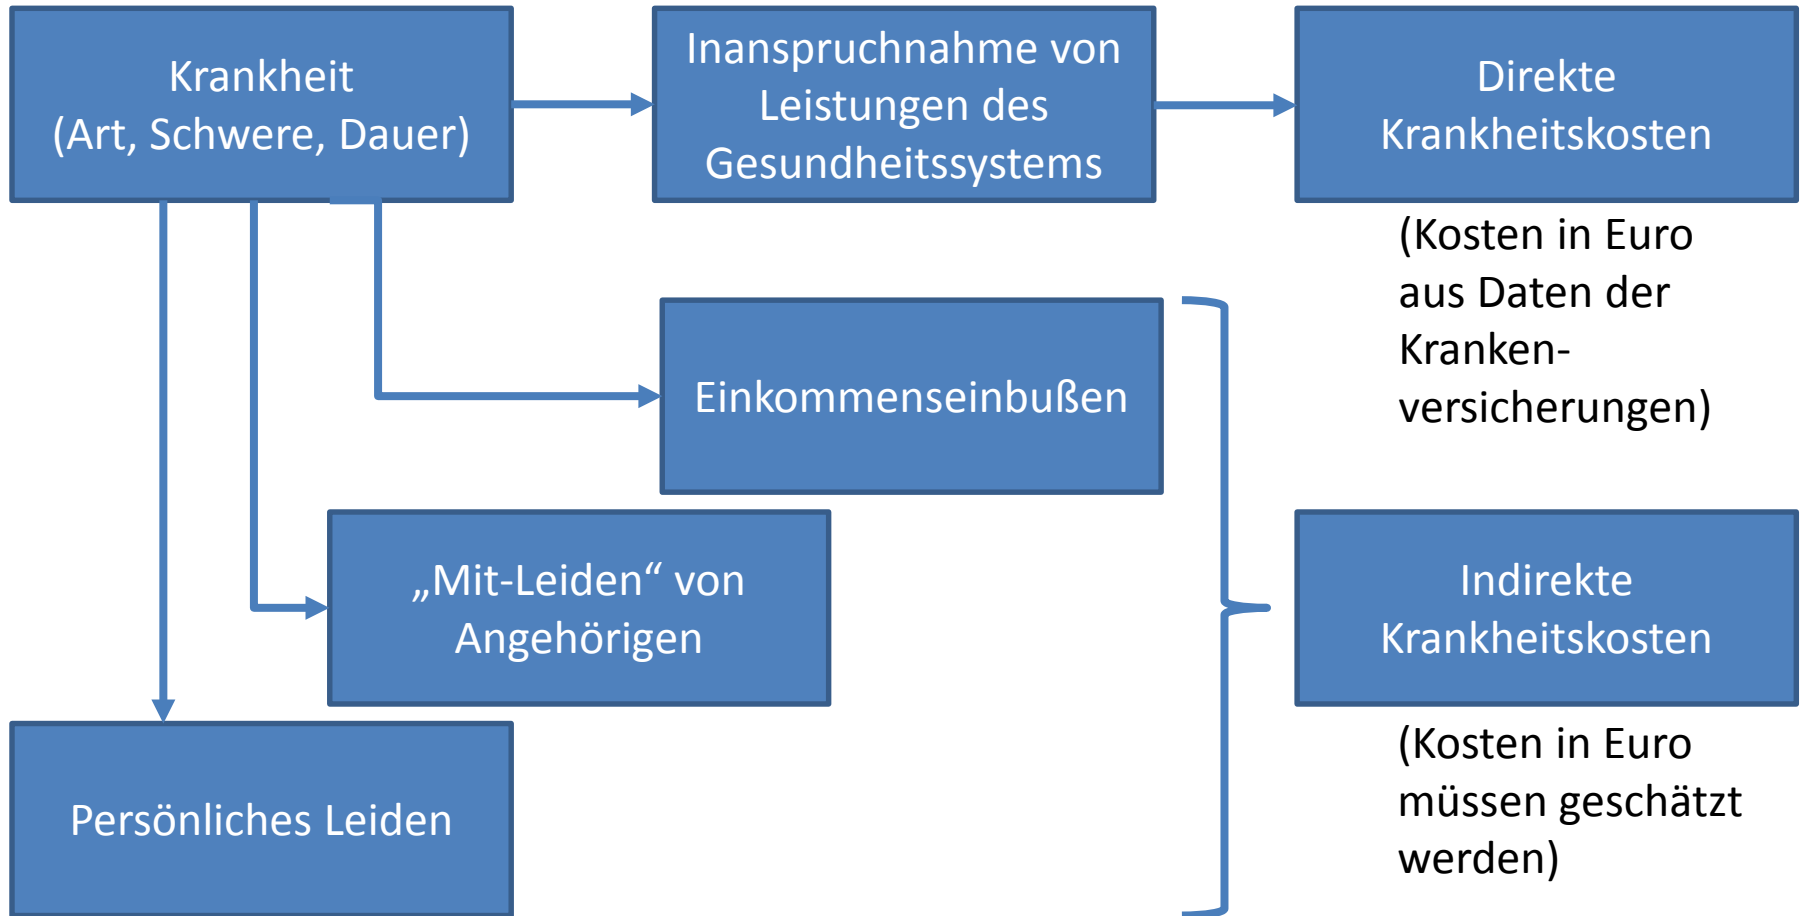 Krankheit
(Art, Schwere, Dauer)
Inanspruchnahme von
Leistungen des
Gesundheitssystems
Direkte
Krankheitskosten
(Kosten in Euro
aus Daten der
Kranken-
versicherungen)
Einkommenseinbußen
„Mit-Leiden“ von
Angehörigen
Indirekte
Krankheitskosten
(Kosten in Euro
müssen geschätzt
werden)
Persönliches Leiden